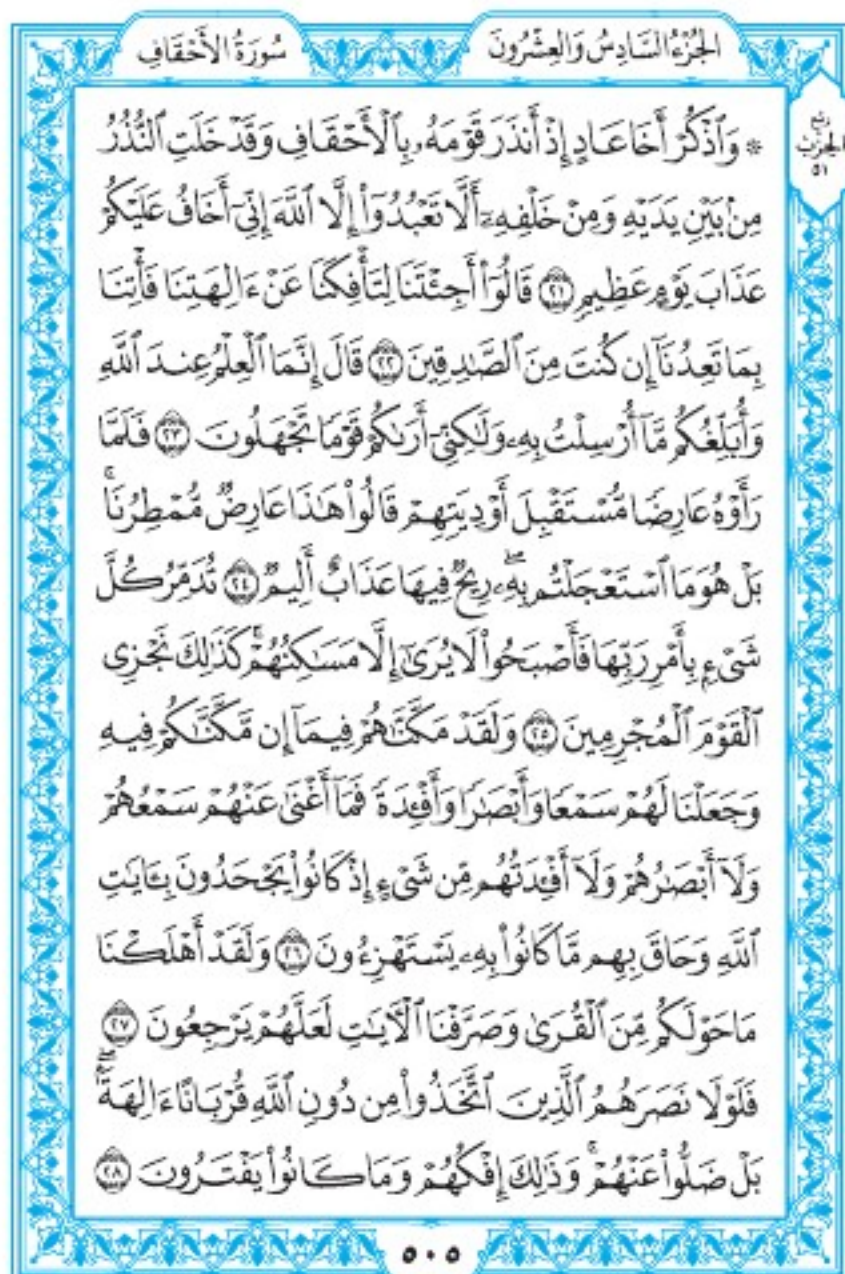 الجُزْءُ السَّادِسُ وَالعِشْرُونَ
سُورَةُ الأَحْقَافِ
رُبْع
الحِزْب
٥١
۞ وَٱذْكُرْ أَخَا عَادٍ إِذْ أَنذَرَ قَوْمَهُۥ بِٱلْأَحْقَافِ وَقَدْ خَلَتِ ٱلنُّذُرُ
مِنۢ بَيْنِ يَدَيْهِ وَمِنْ خَلْفِهِۦٓ أَلَّا تَعْبُدُوٓا۟ إِلَّا ٱللَّهَ إِنِّىٓ أَخَافُ عَلَيْكُمْ
عَذَابَ يَوْمٍ عَظِيمٍ ٢١ قَالُوٓا۟ أَجِئْتَنَا لِتَأْفِكَنَا عَنْ ءَالِهَتِنَا فَأْتِنَا
بِمَا تَعِدُنَآ إِن كُنتَ مِنَ ٱلصَّـٰدِقِينَ ٢٢ قَالَ إِنَّمَا ٱلْعِلْمُ عِندَ ٱللَّهِ
وَأُبَلِّغُكُم مَّآ أُرْسِلْتُ بِهِۦ وَلَـٰكِنِّىٓ أَرَىٰكُمْ قَوْمًا تَجْهَلُونَ ٢٣ فَلَمَّا
رَأَوْهُ عَارِضًا مُّسْتَقْبِلَ أَوْدِيَتِهِمْ قَالُوا۟ هَـٰذَا عَارِضٌ مُّمْطِرُنَا ۚ
بَلْ هُوَ مَا ٱسْتَعْجَلْتُم بِهِۦ ۖ رِيحٌ فِيهَا عَذَابٌ أَلِيمٌ ٢٤ تُدَمِّرُ كُلَّ
شَىْءٍۭ بِأَمْرِ رَبِّهَا فَأَصْبَحُوا۟ لَا يُرَىٰٓ إِلَّا مَسَـٰكِنُهُمْ ۚ كَذَٰلِكَ نَجْزِى
ٱلْقَوْمَ ٱلْمُجْرِمِينَ ٢٥ وَلَقَدْ مَكَّنَّـٰهُمْ فِيمَآ إِن مَّكَّنَّـٰكُمْ فِيهِ
وَجَعَلْنَا لَهُمْ سَمْعًا وَأَبْصَـٰرًا وَأَفْـِٔدَةً فَمَآ أَغْنَىٰ عَنْهُمْ سَمْعُهُمْ
وَلَآ أَبْصَـٰرُهُمْ وَلَآ أَفْـِٔدَتُهُم مِّن شَىْءٍ إِذْ كَانُوا۟ يَجْحَدُونَ بِـَٔايَـٰتِ
ٱللَّهِ وَحَاقَ بِهِم مَّا كَانُوا۟ بِهِۦ يَسْتَهْزِءُونَ ٢٦ وَلَقَدْ أَهْلَكْنَا
مَا حَوْلَكُم مِّنَ ٱلْقُرَىٰ وَصَرَّفْنَا ٱلْـَٔايَـٰتِ لَعَلَّهُمْ يَرْجِعُونَ ٢٧
فَلَوْلَا نَصَرَهُمُ ٱلَّذِينَ ٱتَّخَذُوا۟ مِن دُونِ ٱللَّهِ قُرْبَانًا ءَالِهَةًۢ ۖ
بَلْ ضَلُّوا۟ عَنْهُمْ ۚ وَذَٰلِكَ إِفْكُهُمْ وَمَا كَانُوا۟ يَفْتَرُونَ ٢٨
٥٠٥